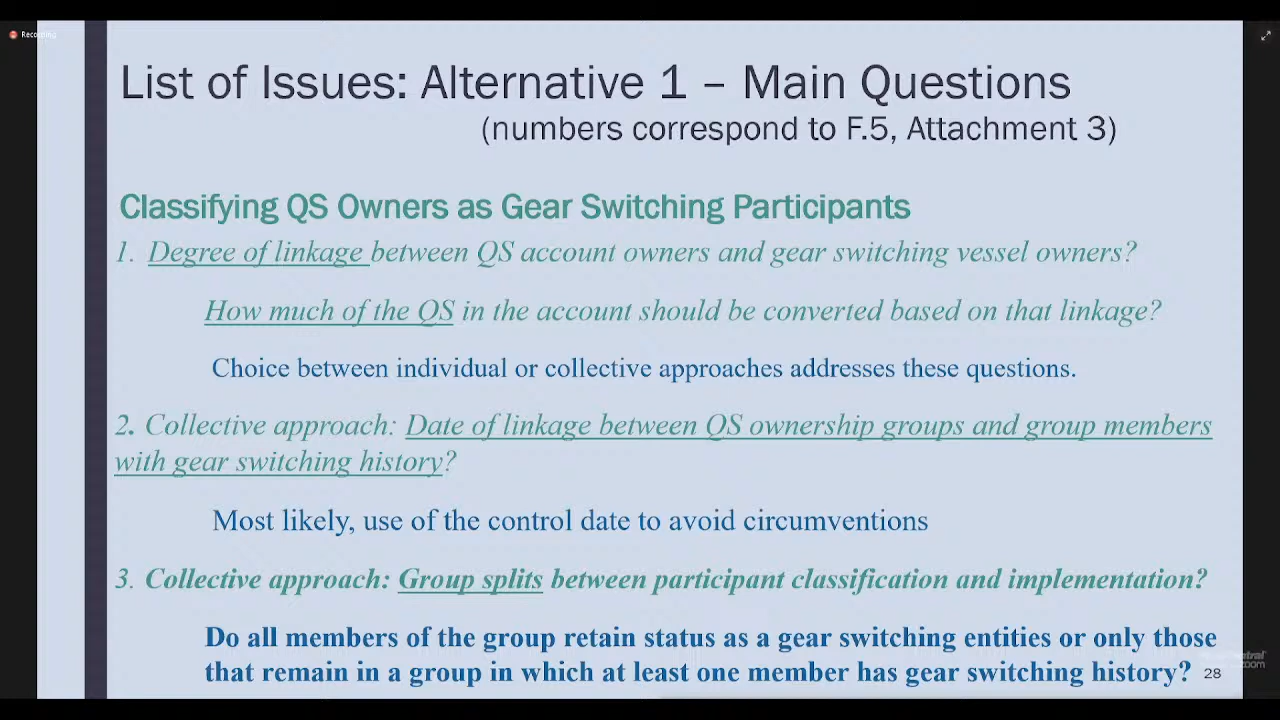 Recording
List of Issues: Alternative 1 – Main Questions
(numbers correspond to F.5, Attachment 3)
Classifying QS Owners as Gear Switching Participants
1. Degree of linkage between QS account owners and gear switching vessel owners?
How much of the QS in the account should be converted based on that linkage?
Choice between individual or collective approaches addresses these questions.
2. Collective approach: Date of linkage between QS ownership groups and group members
with gear switching history?
Most likely, use of the control date to avoid circumventions
3. Collective approach: Group splits between participant classification and implementation?
Do all members of the group retain status as a gear switching entities or only those
that remain in a group in which at least one member has gear switching history?
zoom
28